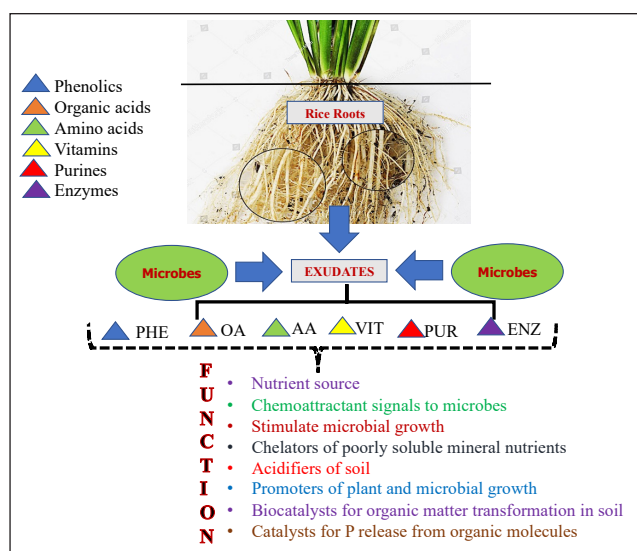 Phenolics
Organic acids
Amino acids
Vitamins
Purines
Enzymes
Rice Roots
Microbes
EXUDATES
Microbes
PHE OA AA VIT PUR ENZ
FUNCTION
• Nutrient source
• Chemoattractant signals to microbes
• Stimulate microbial growth
• Chelators of poorly soluble mineral nutrients
• Acidifiers of soil
• Promoters of plant and microbial growth
• Biocatalysts for organic matter transformation in soil
• Catalysts for P release from organic molecules